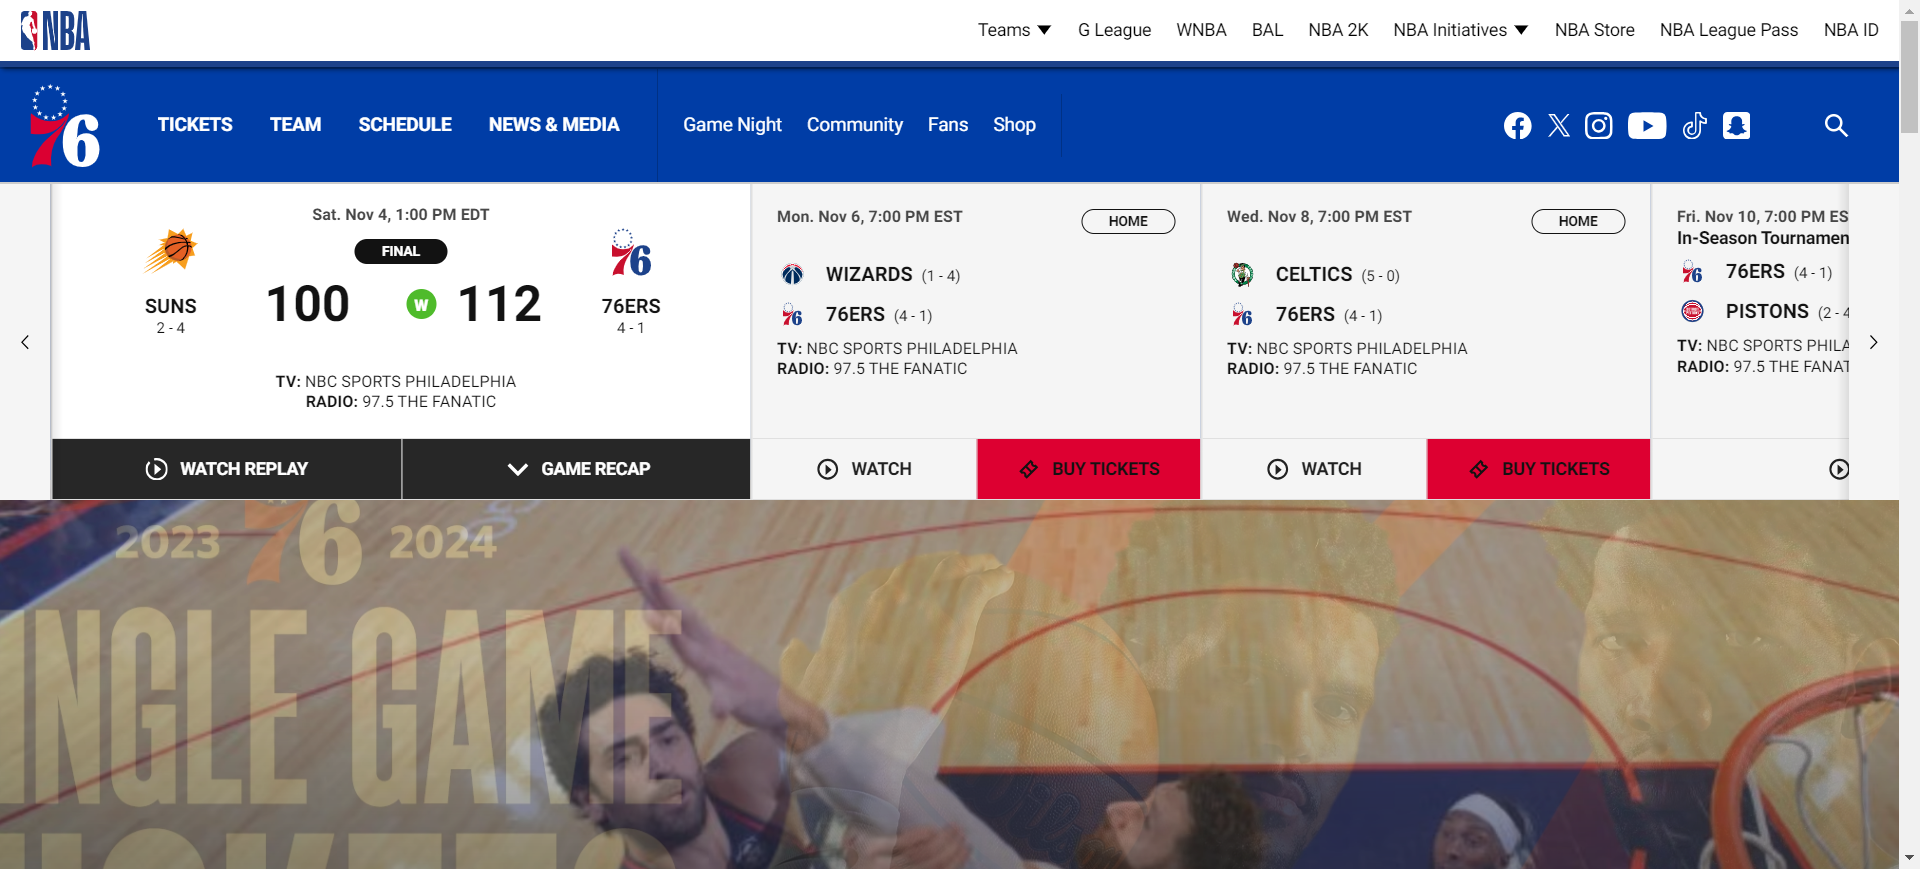 NBA
Teams
G League
WNBA
BAL
NBA 2K
NBA Initiatives
NBA Store
NBA League Pass
NBA ID
76
TICKETS
TEAM
SCHEDULE
NEWS & MEDIA
Game Night
Community
Fans
Shop
Sat. Nov 4, 1:00 PM EDT
FINAL
SUNS
2 - 4
100
W
112
76
76ERS
4 - 1
TV: NBC SPORTS PHILADELPHIA
RADIO: 97.5 THE FANATIC
WATCH REPLAY
GAME RECAP
Mon. Nov 6, 7:00 PM EST
HOME
WIZARDS (1 - 4)
76ERS (4 - 1)
TV: NBC SPORTS PHILADELPHIA
RADIO: 97.5 THE FANATIC
WATCH
BUY TICKETS
Wed. Nov 8, 7:00 PM EST
HOME
CELTICS (5 - 0)
76ERS (4 - 1)
TV: NBC SPORTS PHILADELPHIA
RADIO: 97.5 THE FANATIC
WATCH
BUY TICKETS
Fri. Nov 10, 7:00 PM ES
In-Season Tournamen
76ERS (4 - 1)
PISTONS (2 - 4
TV: NBC SPORTS PHILA
RADIO: 97.5 THE FANAT
2023 76 2024
INGLE GAME
TICKETS